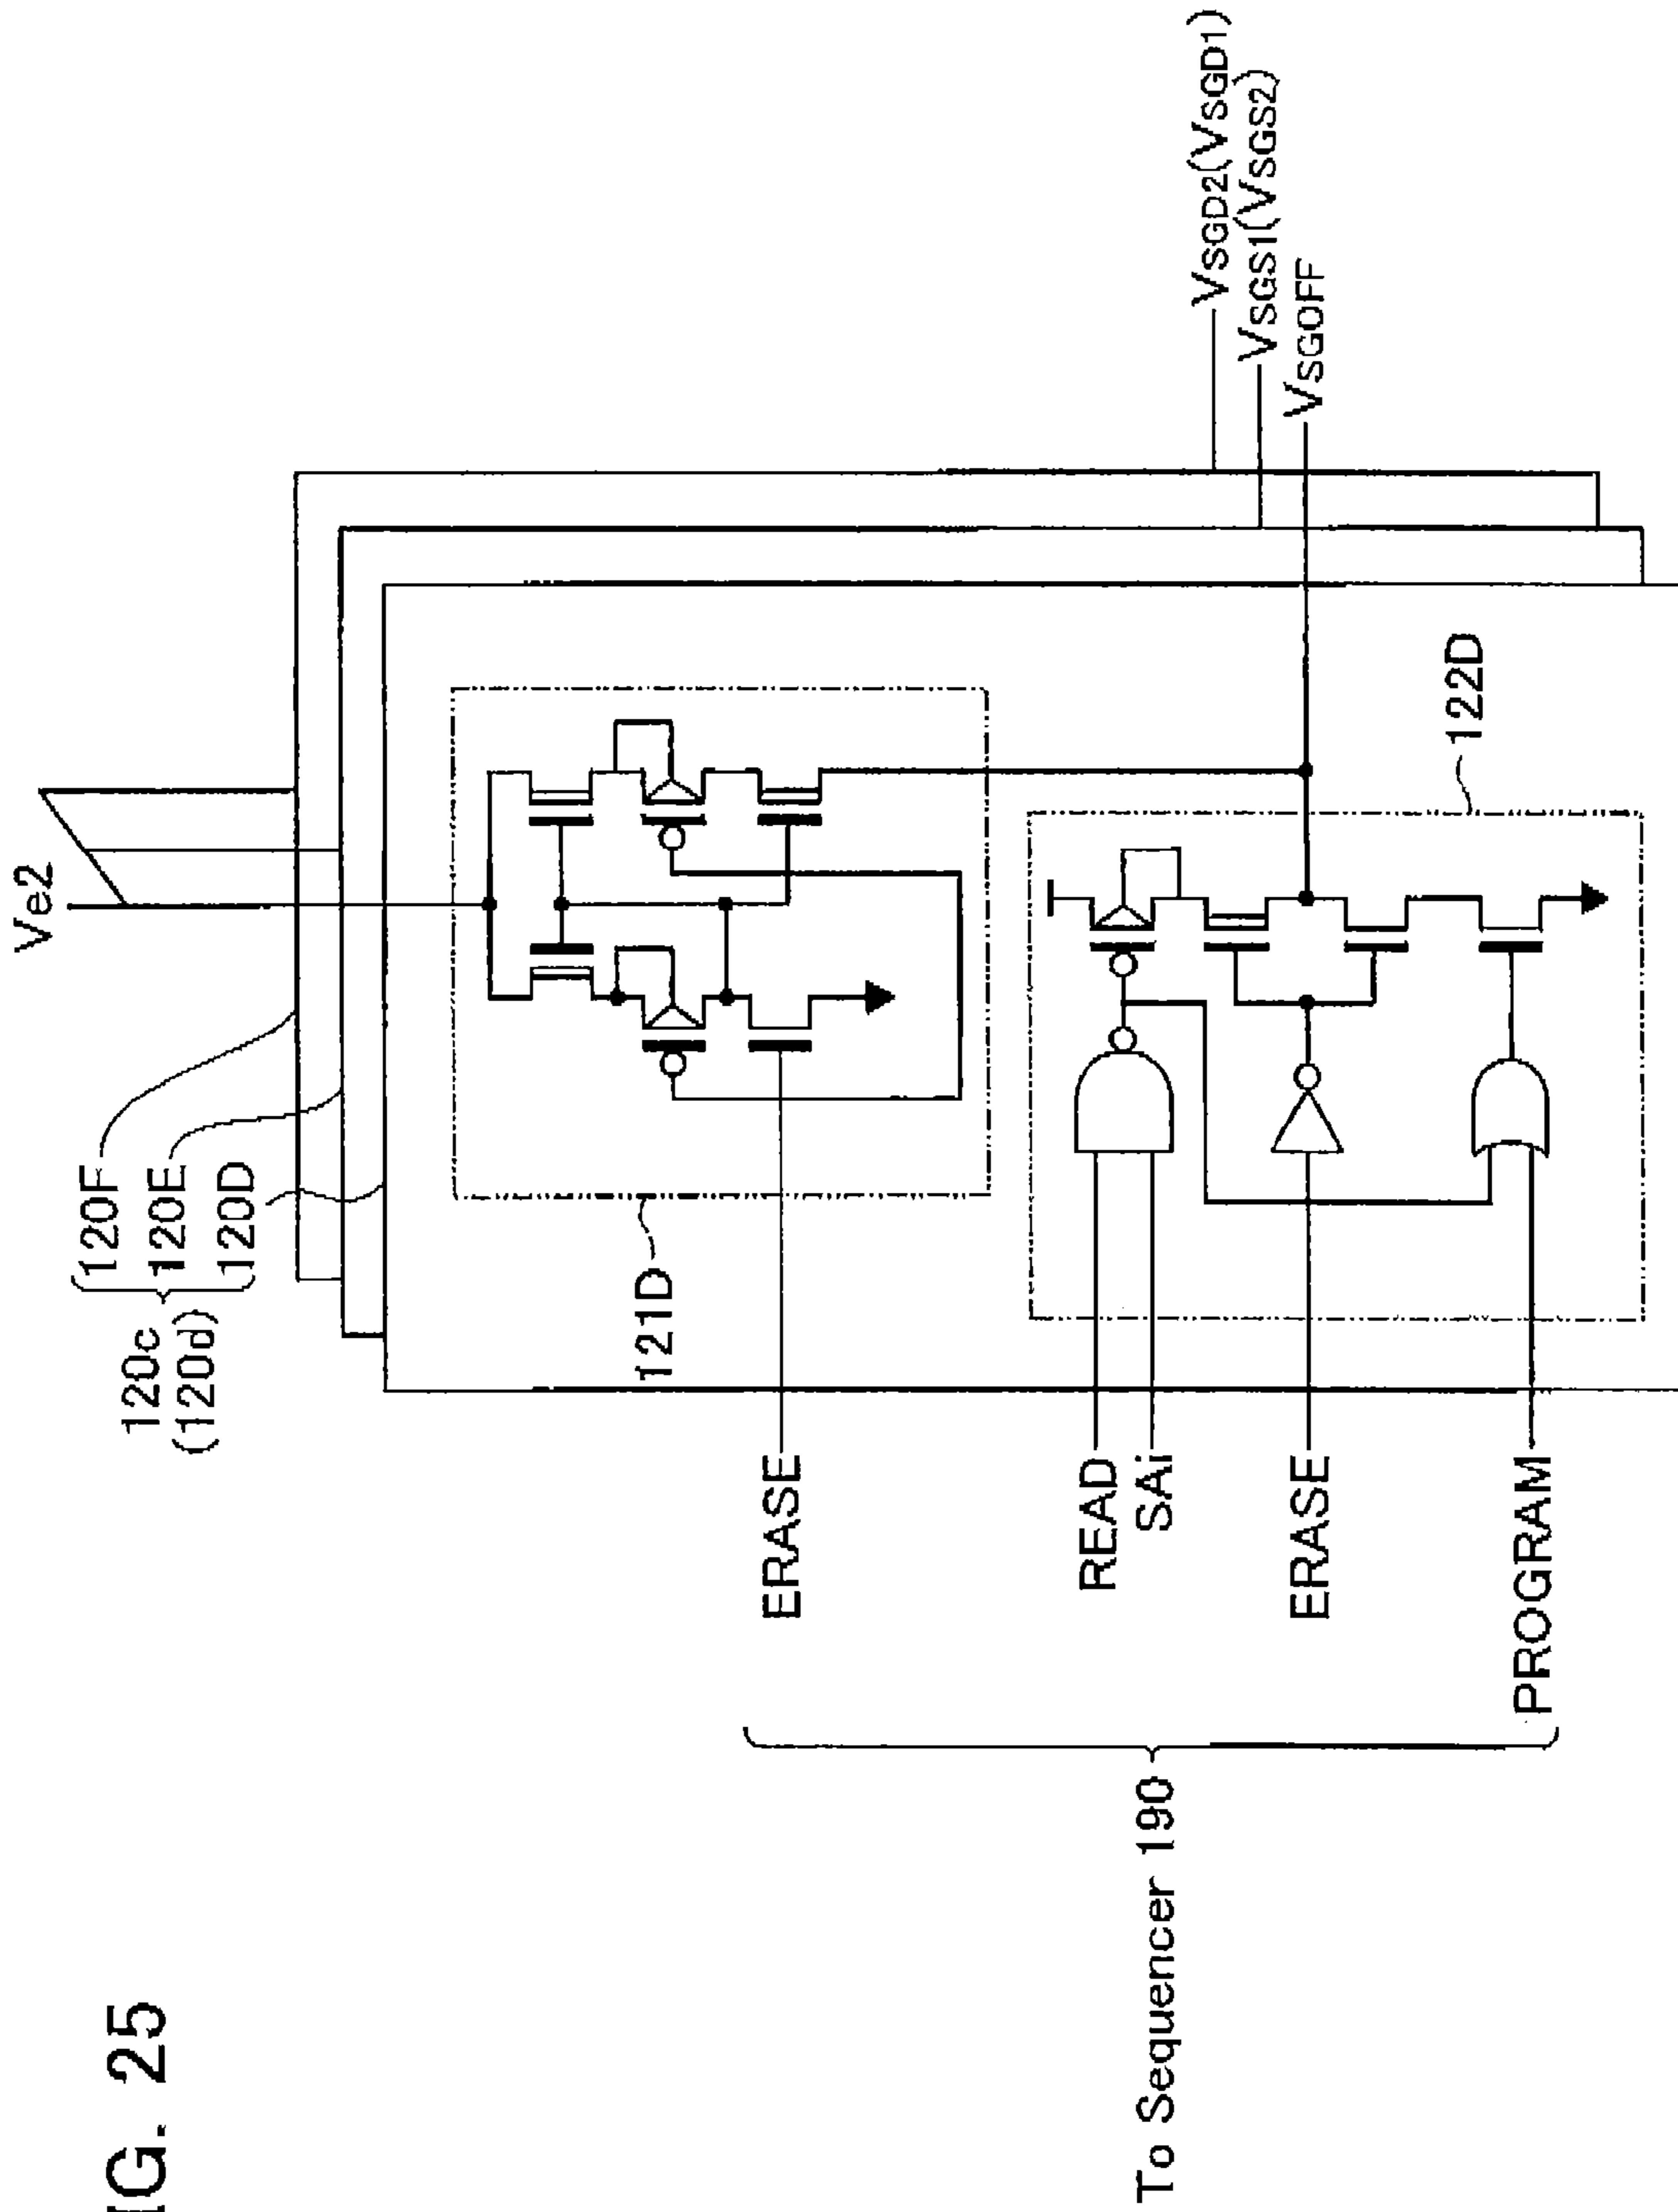 IG. 25
Ve2
120F
120E
120D
120c
(120d)
121D
122D
ERASE
READ
SAi
ERASE
PROGRAM
To Sequencer 190
VSGD2(VSGD1)
VSGS1(VSGS2)
VSGOFF